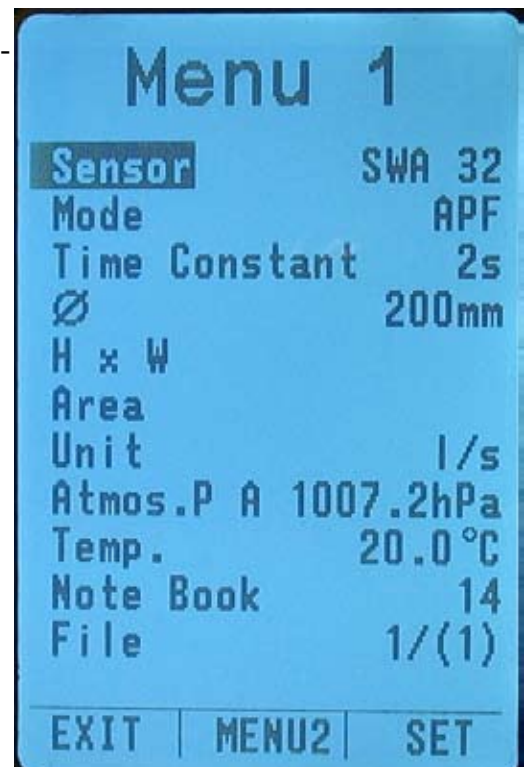 -
Menu 1
Sensor SWA 32
Mode APF
Time Constant 2s
Ø 200mm
H x W
Area
Unit l/s
Atmos.P A 1007.2hPa
Temp. 20.0°C
Note Book 14
File 1/(1)
EXIT MENU2 SET